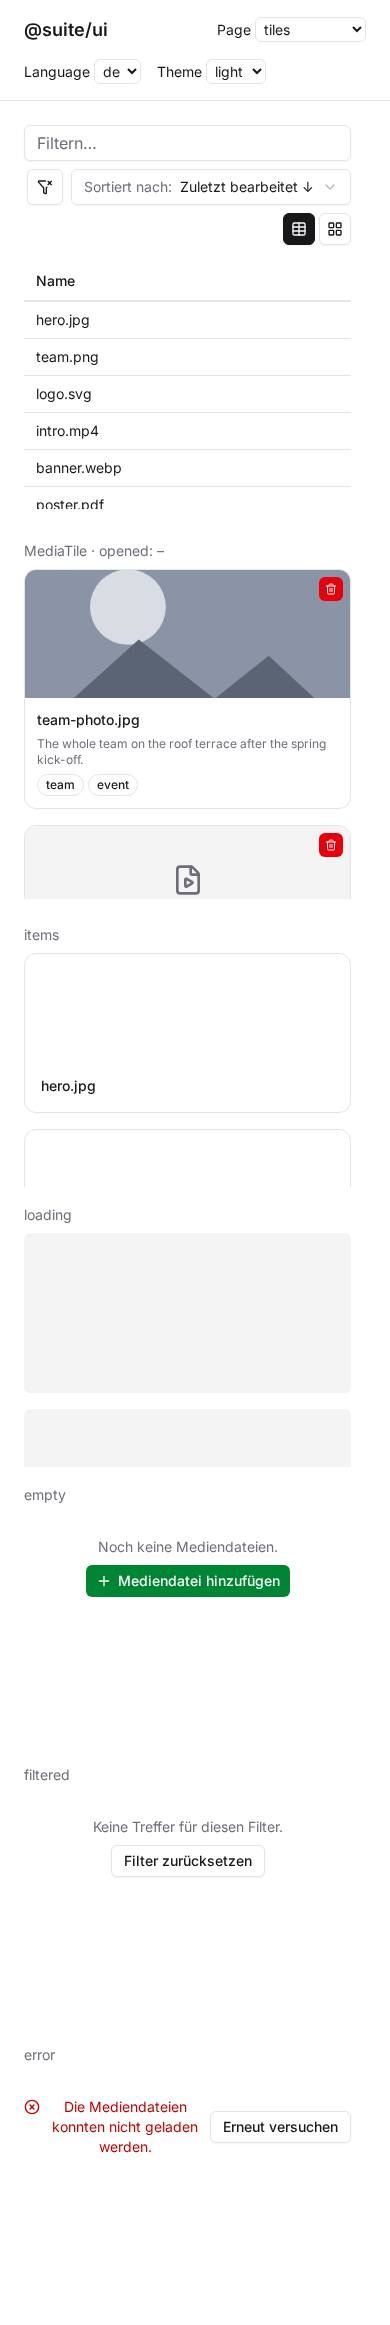 @suite/ui
Page tiles
Language de Theme light
Filtern...
Sortiert nach: Zuletzt bearbeitet ↓
Name
hero.jpg
team.png
logo.svg
intro.mp4
banner.webp
poster.pdf
MediaTile · opened: –
team-photo.jpg
The whole team on the roof terrace after the spring
kick-off.
team event
items
hero.jpg
loading
empty
Noch keine Mediendateien.
Mediendatei hinzufügen
filtered
Keine Treffer für diesen Filter.
Filter zurücksetzen
error
Die Mediendateien
konnten nicht geladen
werden.
Erneut versuchen